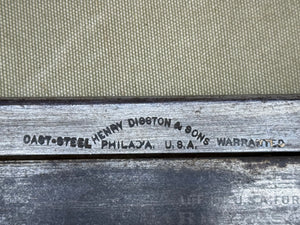 HENRY DISSTON & SONS
CAST-STEEL PHILADA. U.S.A. WARRANTED